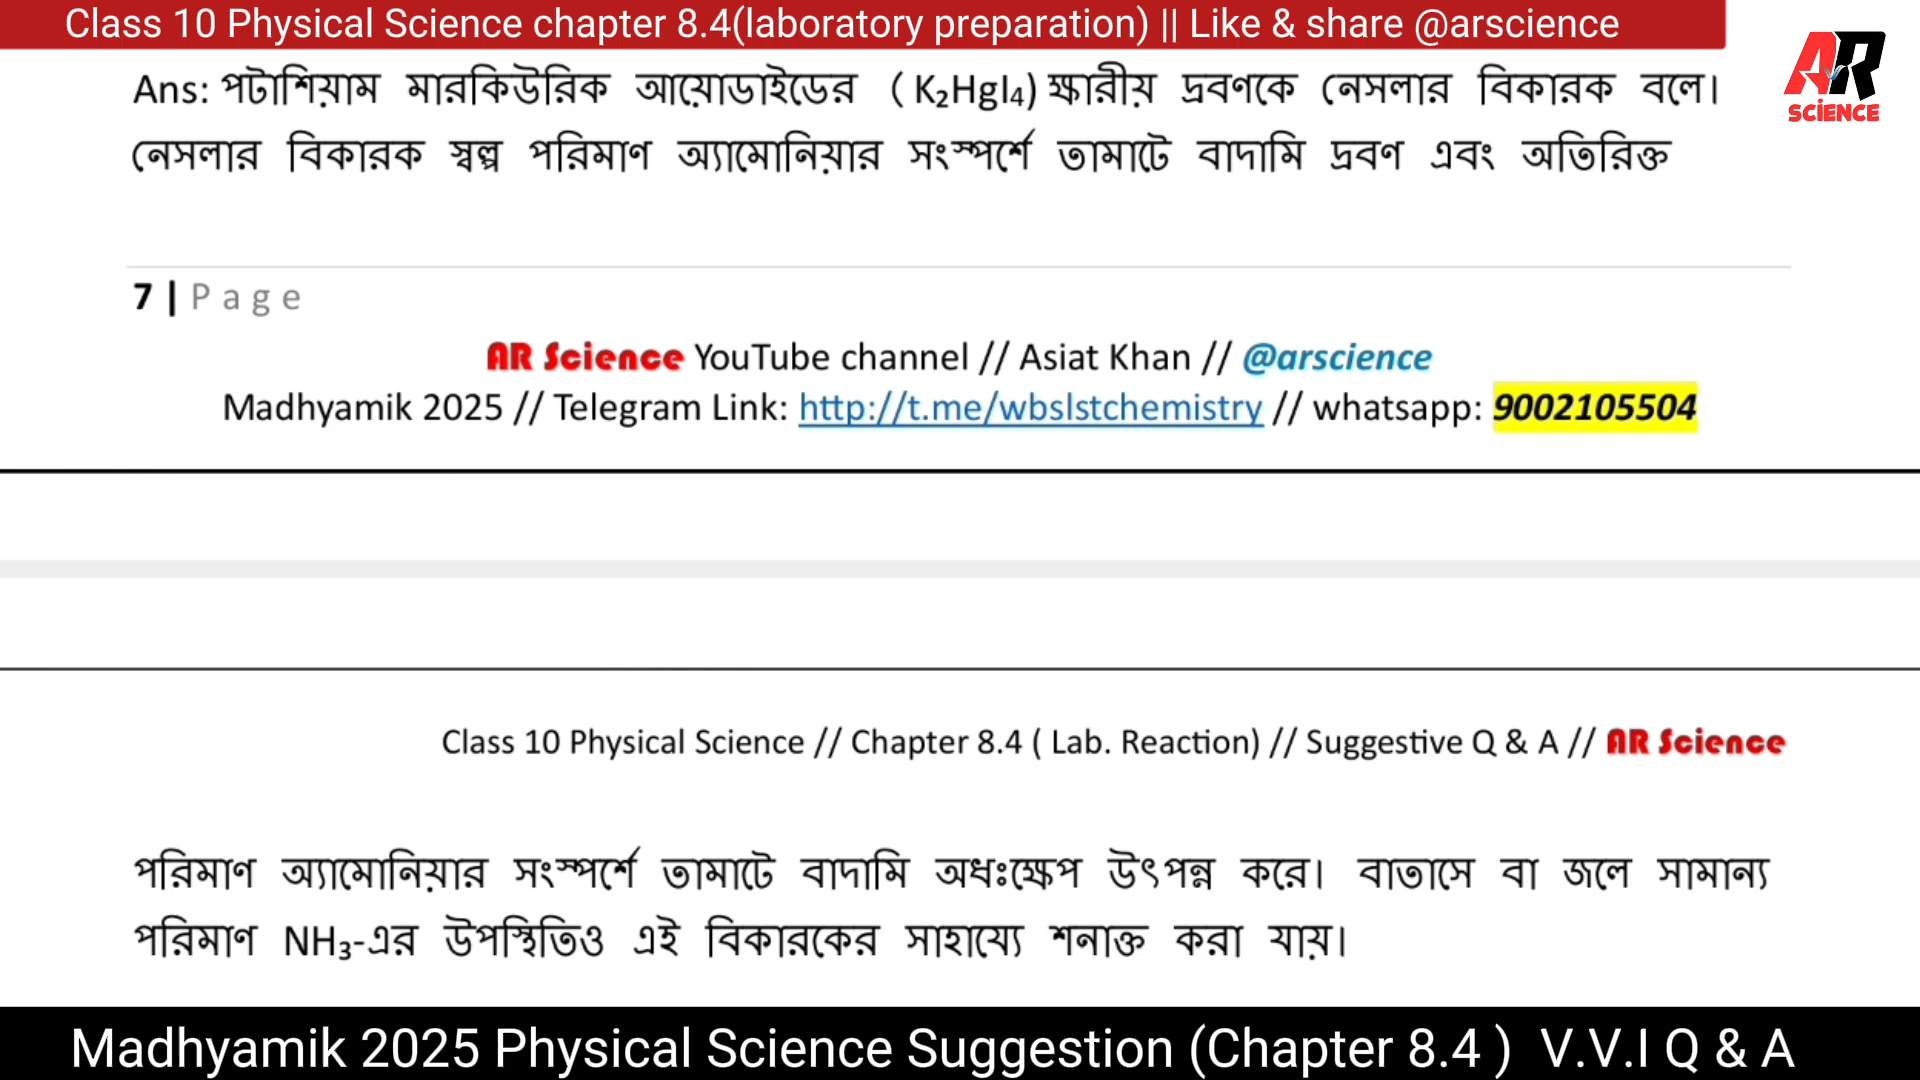 Class 10 Physical Science chapter 8.4(laboratory preparation) || Like & share @arscience
AR
SCIENCE
Ans: পটাশিয়াম মারকিউরিক আয়োডাইডের ( K₂HgI₄) ক্ষারীয় দ্রবণকে নেসলার বিকারক বলে।
নেসলার বিকারক স্বল্প পরিমাণ অ্যামোনিয়ার সংস্পর্শে তামাটে বাদামি দ্রবণ এবং অতিরিক্ত
7 | Page
AR Science YouTube channel // Asiat Khan // @arscience
Madhyamik 2025 // Telegram Link: http://t.me/wbslstchemistry // whatsapp: 9002105504
Class 10 Physical Science // Chapter 8.4 ( Lab. Reaction) // Suggestive Q & A // AR Science
পরিমাণ অ্যামোনিয়ার সংস্পর্শে তামাটে বাদামি অধঃক্ষেপ উৎপন্ন করে। বাতাসে বা জলে সামান্য
পরিমাণ NH₃-এর উপস্থিতিও এই বিকারকের সাহায্যে শনাক্ত করা যায়।
Madhyamik 2025 Physical Science Suggestion (Chapter 8.4 ) V.V.I Q & A